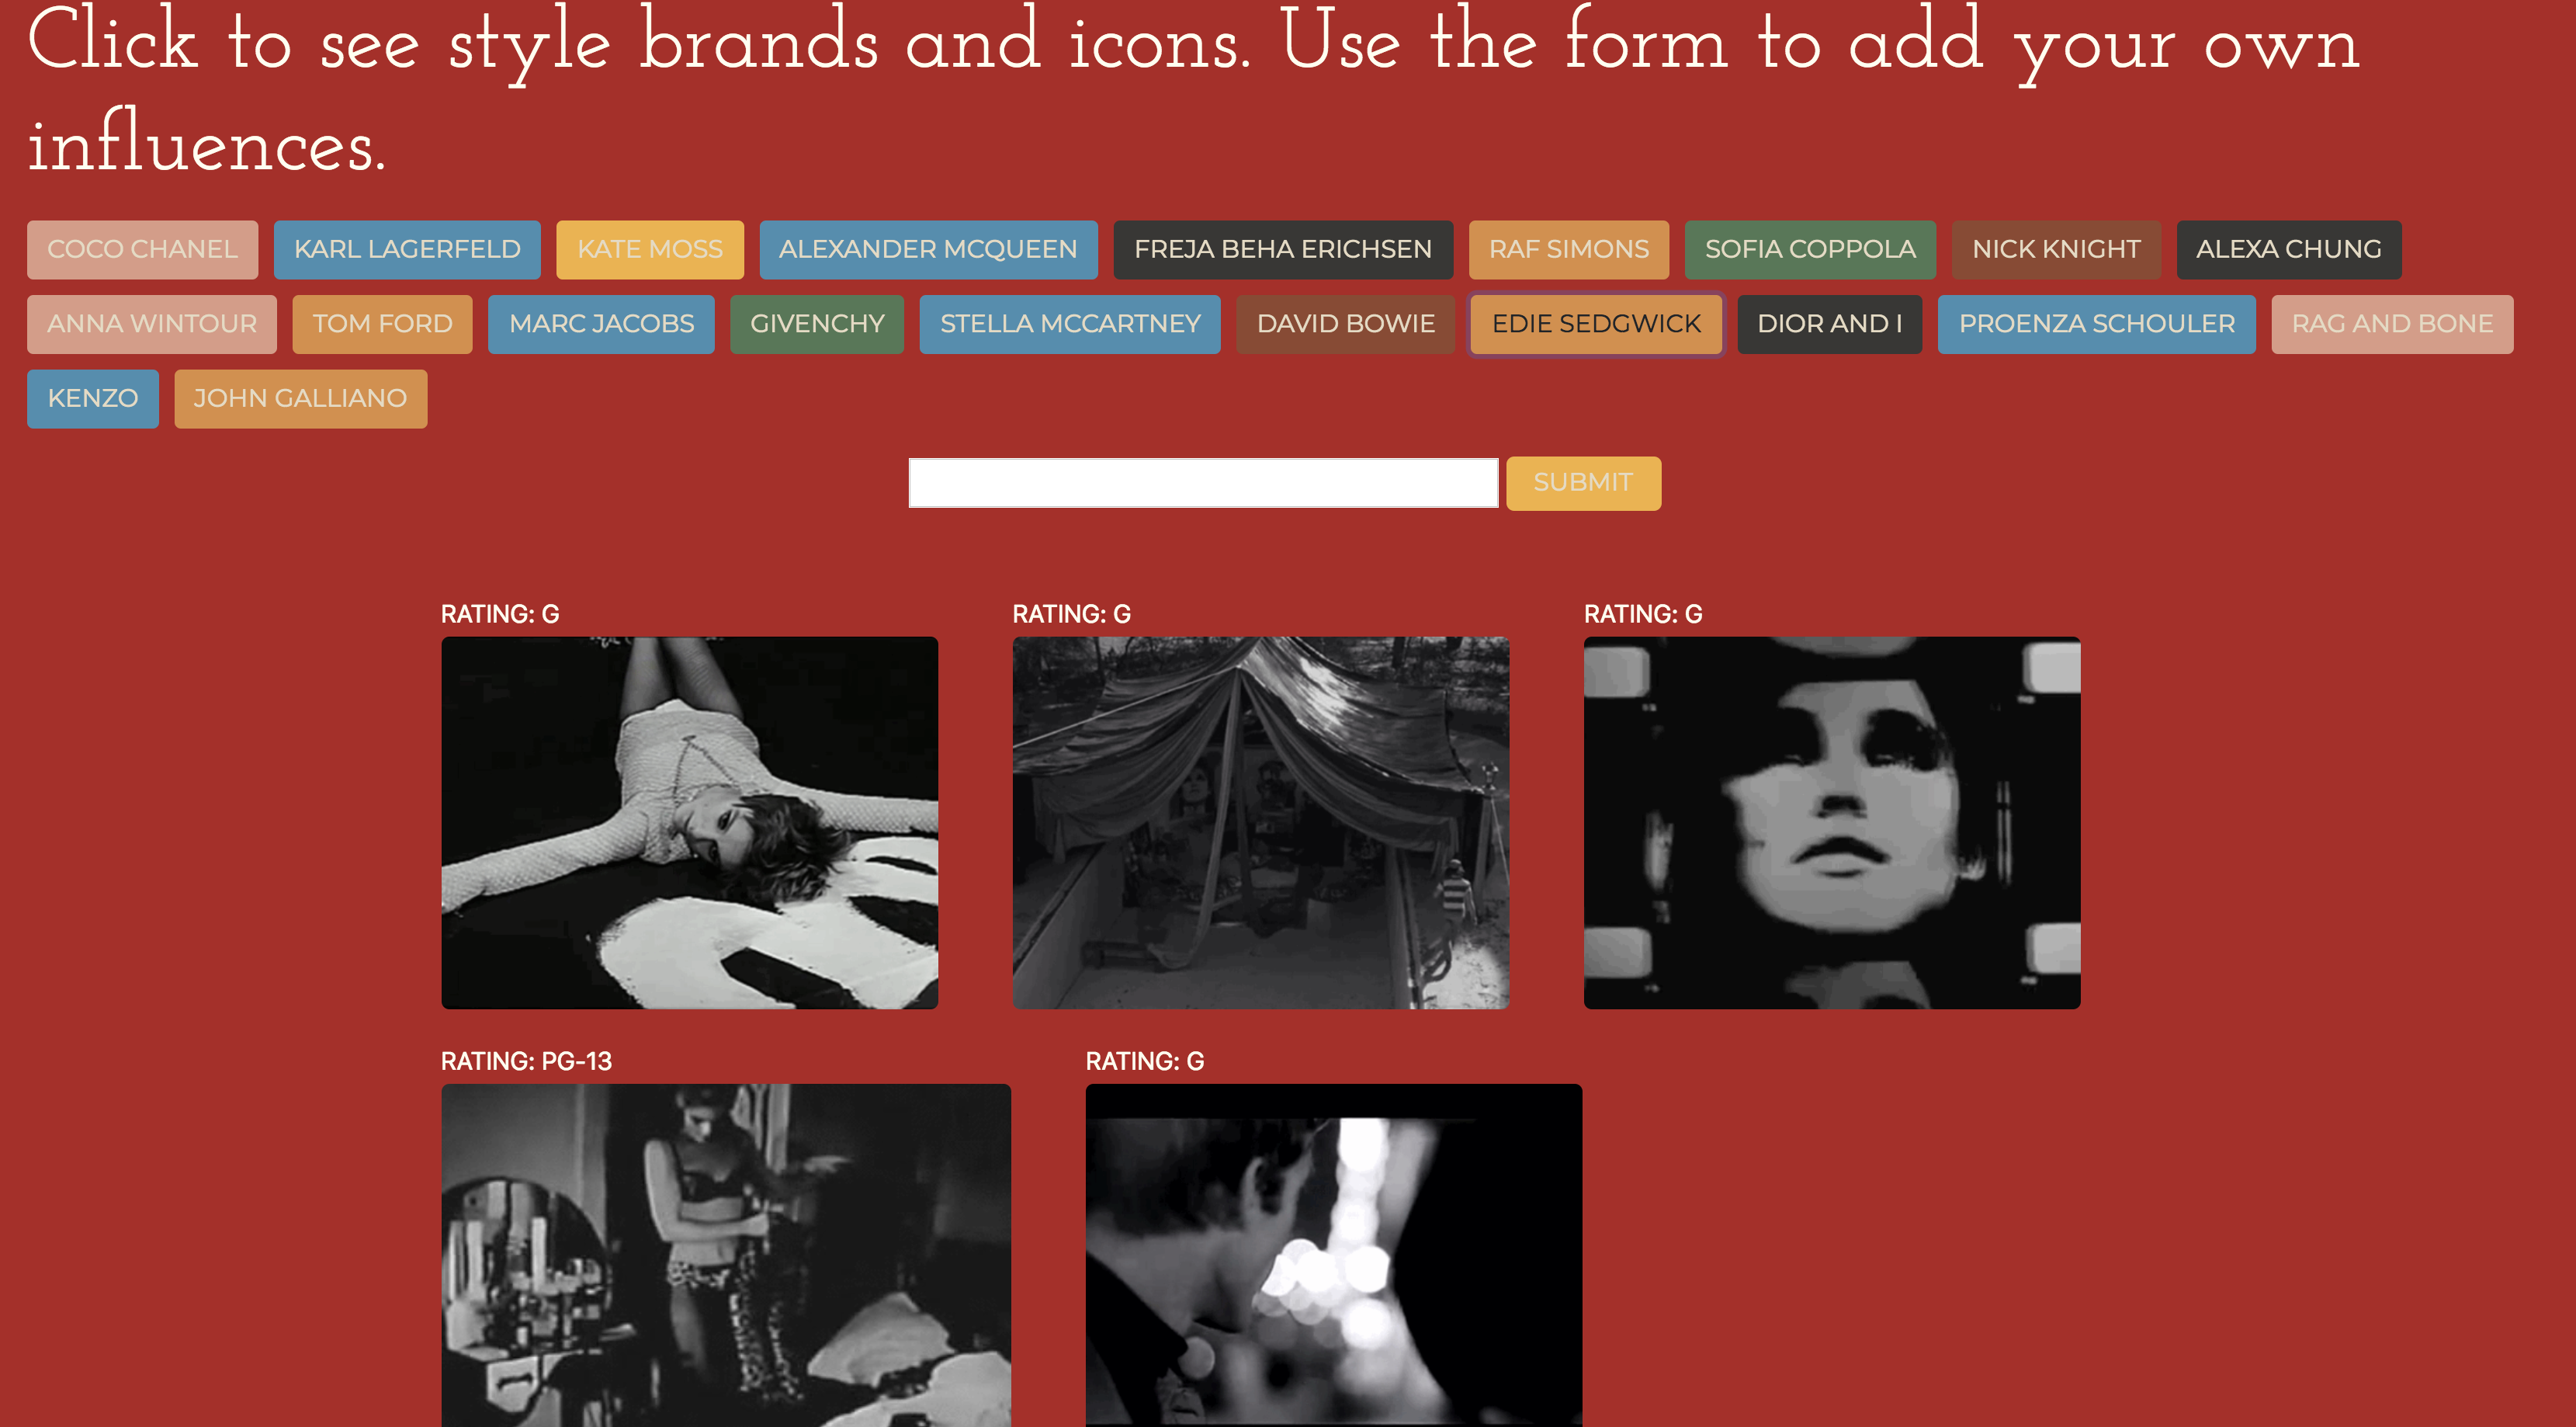 Click to see style brands and icons. Use the form to add your own
influences.
COCO CHANEL KARL LAGERFELD KATE MOSS ALEXANDER MCQUEEN FREJA BEHA ERICHSEN RAF SIMONS SOFIA COPPOLA NICK KNIGHT ALEXA CHUNG
ANNA WINTOUR TOM FORD MARC JACOBS GIVENCHY STELLA MCCARTNEY DAVID BOWIE EDIE SEDGWICK DIOR AND I PROENZA SCHOULER RAG AND BONE
KENZO JOHN GALLIANO
SUBMIT
RATING: G RATING: G RATING: G
RATING: PG-13 RATING: G